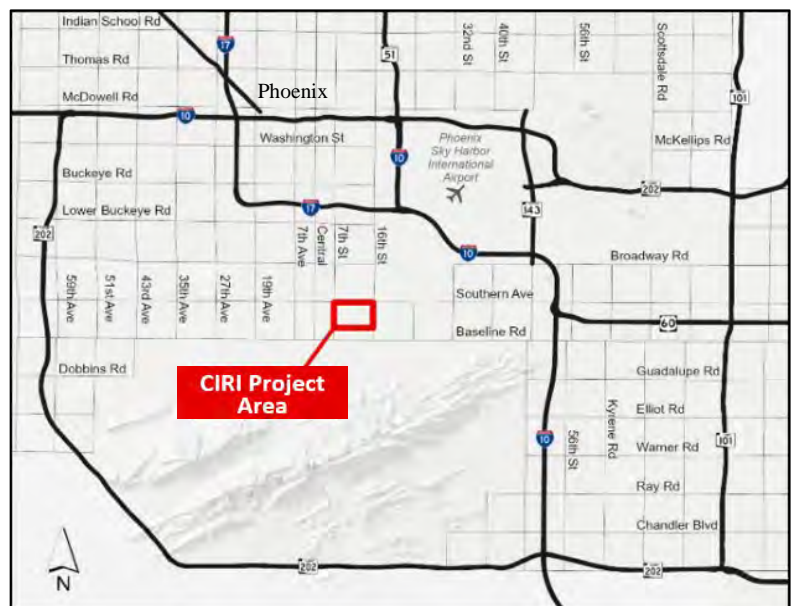 Indian School Rd
17
51
32nd St
40th St
56th St
Scottsdale Rd
Thomas Rd
101
McDowell Rd
Phoenix
10
Washington St
10
Phoenix
Sky Harbor
International
Airport
McKellips Rd
Buckeye Rd
202
Lower Buckeye Rd
17
143
202
7th Ave
Central
7th St
16th St
10
Broadway Rd
59th Ave
51st Ave
43rd Ave
35th Ave
27th Ave
19th Ave
Southern Ave
60
Baseline Rd
Dobbins Rd
CIRI Project
Area
Guadalupe Rd
Kyrene Rd
Elliot Rd
10
56th St
Warner Rd
101
Ray Rd
Chandler Blvd
N
202
202